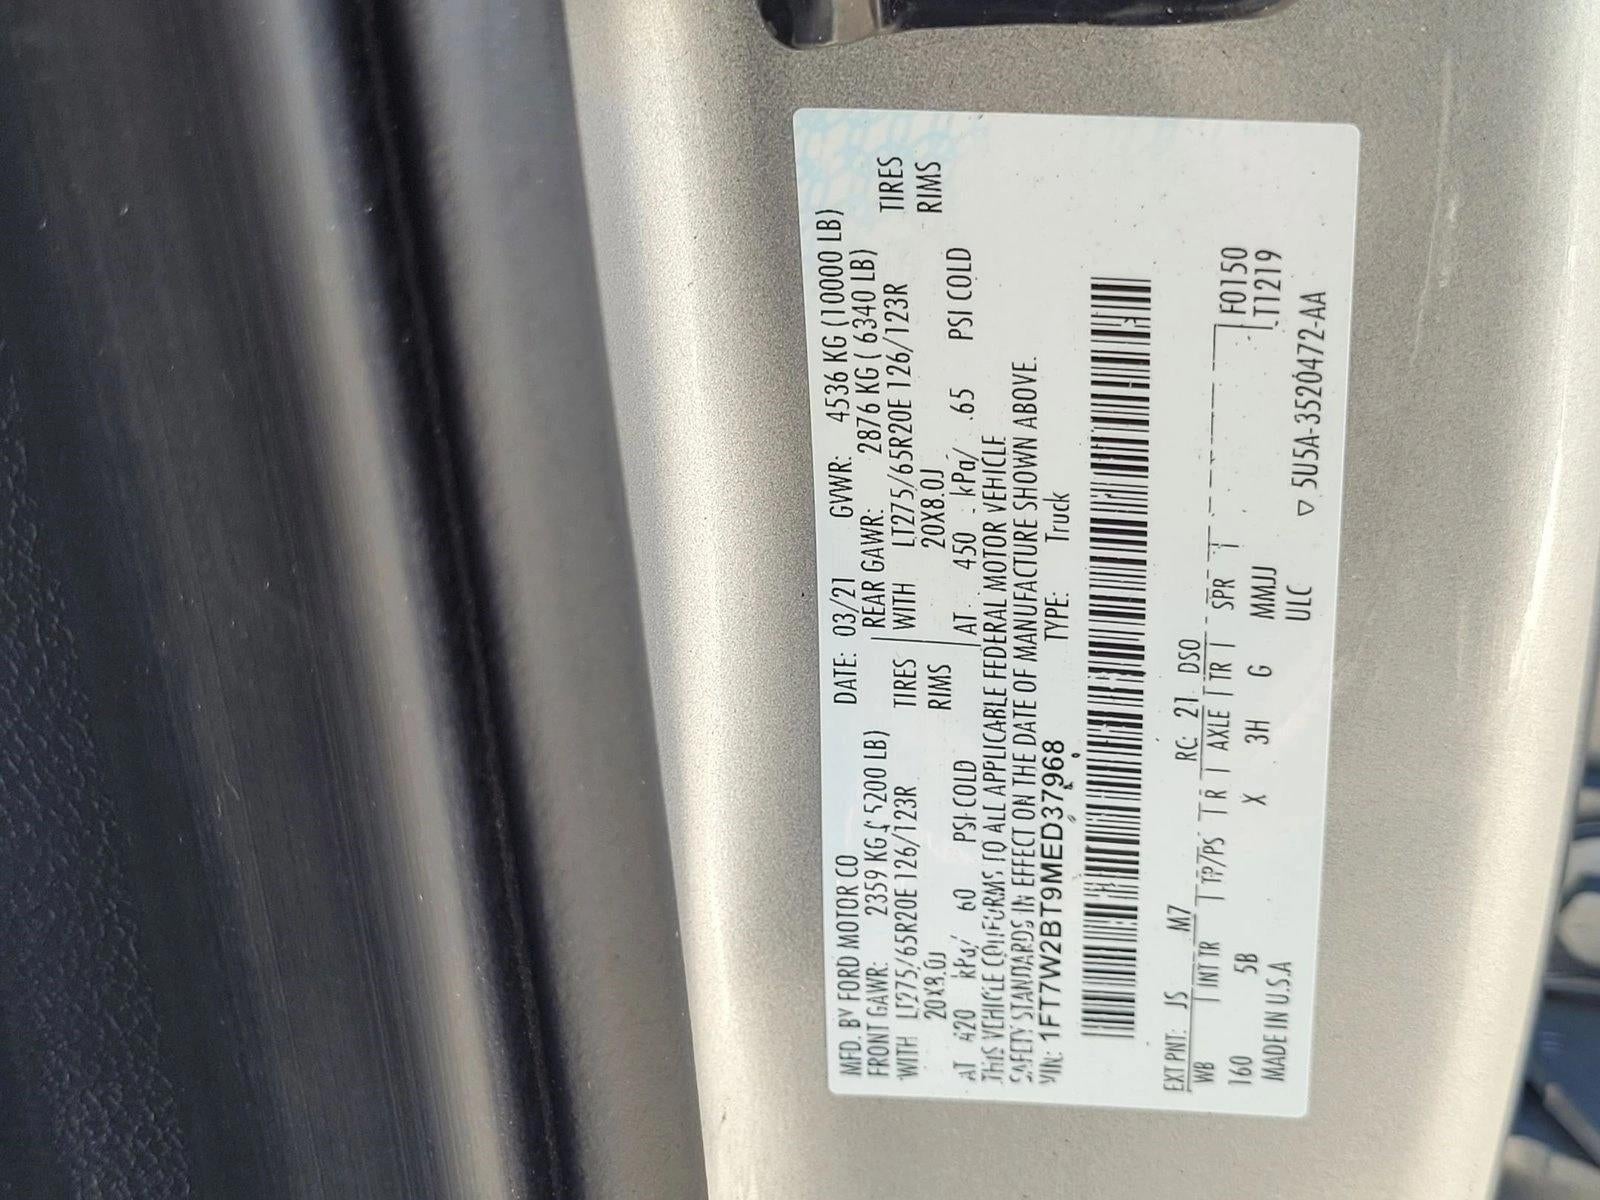 MFD. BY FORD MOTOR CO DATE: 03/21 GVWR: 4536 KG (10000 LB)
FRONT GAWR: 2359 KG ( 5200 LB) REAR GAWR: 2876 KG ( 6340 LB)
WITH LT275/65R20E 126/123R TIRES WITH LT275/65R20E 126/123R TIRES
20X8.0J RIMS 20X8.0J RIMS
AT 420 kPa/ 60 PSI COLD AT 450 kPa/ 65 PSI COLD
THIS VEHICLE CONFORMS TO ALL APPLICABLE FEDERAL MOTOR VEHICLE
SAFETY STANDARDS IN EFFECT ON THE DATE OF MANUFACTURE SHOWN ABOVE.
VIN: 1FT7W2BT9MED37968 TYPE: Truck
EXT PNT: JS M7 RC: 21 DSO
WB INT TR TP/PS TR AXLE TR SPR F0150
160 5B X 3H G MMJJ T1219
MADE IN U.S.A ULC ▽ 5U5A-3520472-AA